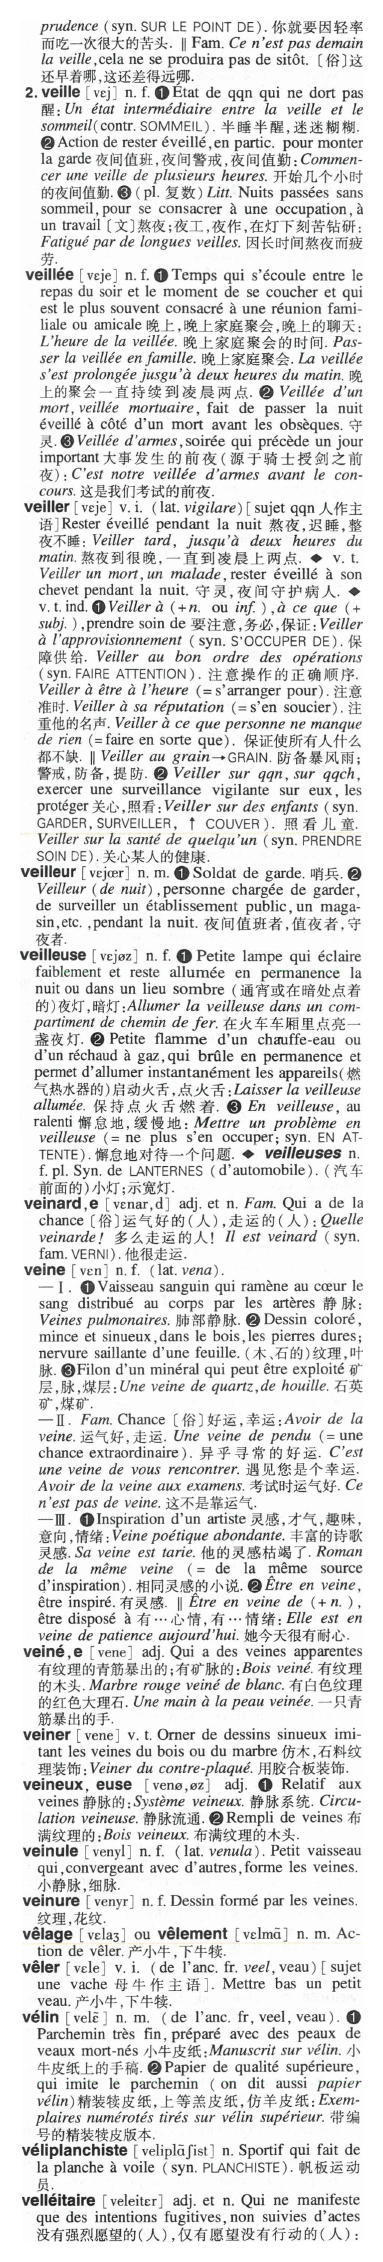 prudence (syn. SUR LE POINT DE). 你就要因轻率
而吃一次很大的苦头. ‖ Fam. Ce n'est pas demain
la veille, cela ne se produira pas de sitôt. 〔俗〕这
还早着哪,这还差得远哪.
2. veille [vɛj] n. f. ❶ État de qqn qui ne dort pas
醒: Un état intermédiaire entre la veille et le
sommeil (contr. SOMMEIL). 半睡半醒,迷迷糊糊.
❷ Action de rester éveillé, en partic. pour monter
la garde 夜间值班,夜间警戒,夜间值勤: Commen-
cer une veille de plusieurs heures. 开始几个小时
的夜间值勤. ❸ (pl. 复数) Litt. Nuits passées sans
sommeil, pour se consacrer à une occupation, à
un travail 〔文〕熬夜;夜工,夜作,在灯下刻苦钻研:
Fatigué par de longues veilles. 因长时间熬夜而疲
劳.
veillée [veje] n. f. ❶ Temps qui s'écoule entre le
repas du soir et le moment de se coucher et qui
est le plus souvent consacré à une réunion fami-
liale ou amicale 晚上,晚上家庭聚会,晚上的聊天:
L'heure de la veillée. 晚上家庭聚会的时间. Pas-
ser la veillée en famille. 晚上家庭聚会. La veillée
s'est prolongée jusqu'à deux heures du matin. 晚
上的聚会一直持续到凌晨两点. ❷ Veillée d'un
mort, veillée mortuaire, fait de passer la nuit
éveillé à côté d'un mort avant les obsèques. 守
灵. ❸ Veillée d'armes, soirée qui précède un jour
important 大事发生的前夜 (源于骑士授剑之前
夜): C'est notre veillée d'armes avant le con-
cours. 这是我们考试的前夜.
veiller [veje] v. i. (lat. vigilare) [sujet qqn 人作主
语] Rester éveillé pendant la nuit 熬夜,迟睡,整
夜不睡: Veiller tard, jusqu'à deux heures du
matin. 熬夜到很晚,一直到凌晨上两点. ◆ v. t.
Veiller un mort, un malade, rester éveillé à son
chevet pendant la nuit. 守灵,夜间守护病人. ◆
v. t. ind. ❶ Veiller à (+ n. ou inf.), à ce que (+
subj.), prendre soin de 要注意,务必,保证: Veiller
à l'approvisionnement (syn. S'OCCUPER DE). 保
障供给. Veiller au bon ordre des opérations
(syn. FAIRE ATTENTION). 注意操作的正确顺序.
Veiller à être à l'heure (= s'arranger pour). 注意
准时. Veiller à sa réputation (= s'en soucier). 注
重他的名声. Veiller à ce que personne ne manque
de rien (= faire en sorte que). 保证使所有人什么
都不缺. ‖ Veiller au grain → GRAIN. 防备暴风雨;
警戒,防备,提防. ❷ Veiller sur qqn, sur qqch,
exercer une surveillance vigilante sur eux, les
protéger 关心,照看: Veiller sur des enfants (syn.
GARDER, SURVEILLER, ↑ COUVER). 照看儿童.
Veiller sur la santé de quelqu'un (syn. PRENDRE
SOIN DE). 关心某人的健康.
veilleur [vejœr] n. m. ❶ Soldat de garde. 哨兵. ❷
Veilleur (de nuit), personne chargée de garder,
de surveiller un établissement public, un maga-
sin, etc., pendant la nuit. 夜间值班者,值夜者,守
夜者.
veilleuse [vɛjøz] n. f. ❶ Petite lampe qui éclaire
faiblement et reste allumée en permanence la
nuit ou dans un lieu sombre (通宵或在暗处点着
的)夜灯,暗灯: Allumer la veilleuse dans un com-
partiment de chemin de fer. 在火车车厢里点亮一
盏夜灯. ❷ Petite flamme d'un chauffe-eau ou
d'un réchaud à gaz, qui brûle en permanence et
permet d'allumer instantanément les appareils (燃
气热水器的)启动火舌,点火舌: Laisser la veilleuse
allumée. 保持点火舌燃着. ❸ En veilleuse, au
ralenti 懈怠地,缓慢地: Mettre un problème en
veilleuse (= ne plus s'en occuper; syn. EN AT-
TENTE). 懈怠地对待一个问题. ◆ veilleuses n.
f. pl. Syn. de LANTERNES (d'automobile). (汽车
前面的)小灯;示宽灯.
veinard, e [vɛnar, d] adj. et n. Fam. Qui a de la
chance 〔俗〕运气好的(人),走运的(人): Quelle
veinarde! 多么走运的人! Il est veinard (syn.
fam. VERNI). 他很走运.
veine [vɛn] n. f. (lat. vena).
— Ⅰ. ❶ Vaisseau sanguin qui ramène au cœur le
sang distribué au corps par les artères 静脉:
Veines pulmonaires. 肺部静脉. ❷ Dessin coloré,
mince et sinueux, dans le bois, les pierres dures;
nervure saillante d'une feuille. (木、石的)纹理,叶
脉. ❸ Filon d'un minéral qui peut être exploité 矿
层,脉,煤层: Une veine de quartz, de houille. 石英
矿,煤矿.
— Ⅱ. Fam. Chance 〔俗〕好运,幸运: Avoir de la
veine. 运气好,走运. Une veine de pendu (= une
chance extraordinaire). 异乎寻常的好运. C'est
une veine de vous rencontrer. 遇见您是个幸运.
Avoir de la veine aux examens. 考试时运气好. Ce
n'est pas de veine. 这不是靠运气.
— Ⅲ. ❶ Inspiration d'un artiste 灵感,才气,趣味,
意向,情绪: Veine poétique abondante. 丰富的诗歌
灵感. Sa veine est tarie. 他的灵感枯竭了. Roman
de la même veine (= de la même source
d'inspiration). 相同灵感的小说. ❷ Être en veine,
être inspiré. 有灵感. ‖ Être en veine de (+ n.),
être disposé à 有…心情,有…情绪: Elle est en
veine de patience aujourd'hui. 她今天很有耐心.
veiné, e [vene] adj. Qui a des veines apparentes
有纹理的青筋暴出的;有矿脉的: Bois veiné. 有纹理
的木头. Marbre rouge veiné de blanc. 有白色纹理
的红色大理石. Une main à la peau veinée. 一只青
筋暴出的手.
veiner [vene] v. t. Orner de dessins sinueux imi-
tant les veines du bois ou du marbre 仿木,石料纹
理装饰: Veiner du contre-plaqué. 用胶合板装饰.
veineux, euse [venø, øz] adj. ❶ Relatif aux
veines 静脉的: Système veineux. 静脉系统. Circu-
lation veineuse. 静脉流通. ❷ Rempli de veines 布
满纹理的: Bois veineux. 布满纹理的木头.
veinule [venyl] n. f. (lat. venula). Petit vaisseau
qui, convergeant avec d'autres, forme les veines.
小静脉,细脉.
veinure [venyr] n. f. Dessin formé par les veines.
纹理,花纹.
vêlage [vɛlaʒ] ou vêlement [vɛlmɑ̃] n. m. Ac-
tion de vêler. 产小牛,下牛犊.
vêler [vɛle] v. i. (de l'anc. fr. veel, veau) [sujet
une vache 母牛作主语]. Mettre bas un petit
veau. 产小牛,下牛犊.
vélin [velɛ̃] n. m. (de l'anc. fr, veel, veau). ❶
Parchemin très fin, préparé avec des peaux de
veaux mort-nés 小牛皮纸: Manuscrit sur vélin. 小
牛皮纸上的手稿. ❷ Papier de qualité supérieure,
qui imite le parchemin (on dit aussi papier
vélin) 精装犊皮纸,上等羔皮纸,仿羊皮纸: Exem-
plaires numérotés tirés sur vélin supérieur. 带编
号的精装犊皮版本.
véliplanchiste [veliplɑ̃ʃist] n. Sportif qui fait de
la planche à voile (syn. PLANCHISTE). 帆板运动
员.
velléitaire [veleitɛr] adj. et n. Qui ne manifeste
que des intentions fugitives, non suivies d'actes
没有强烈愿望的(人),仅有愿望没有行动的(人):